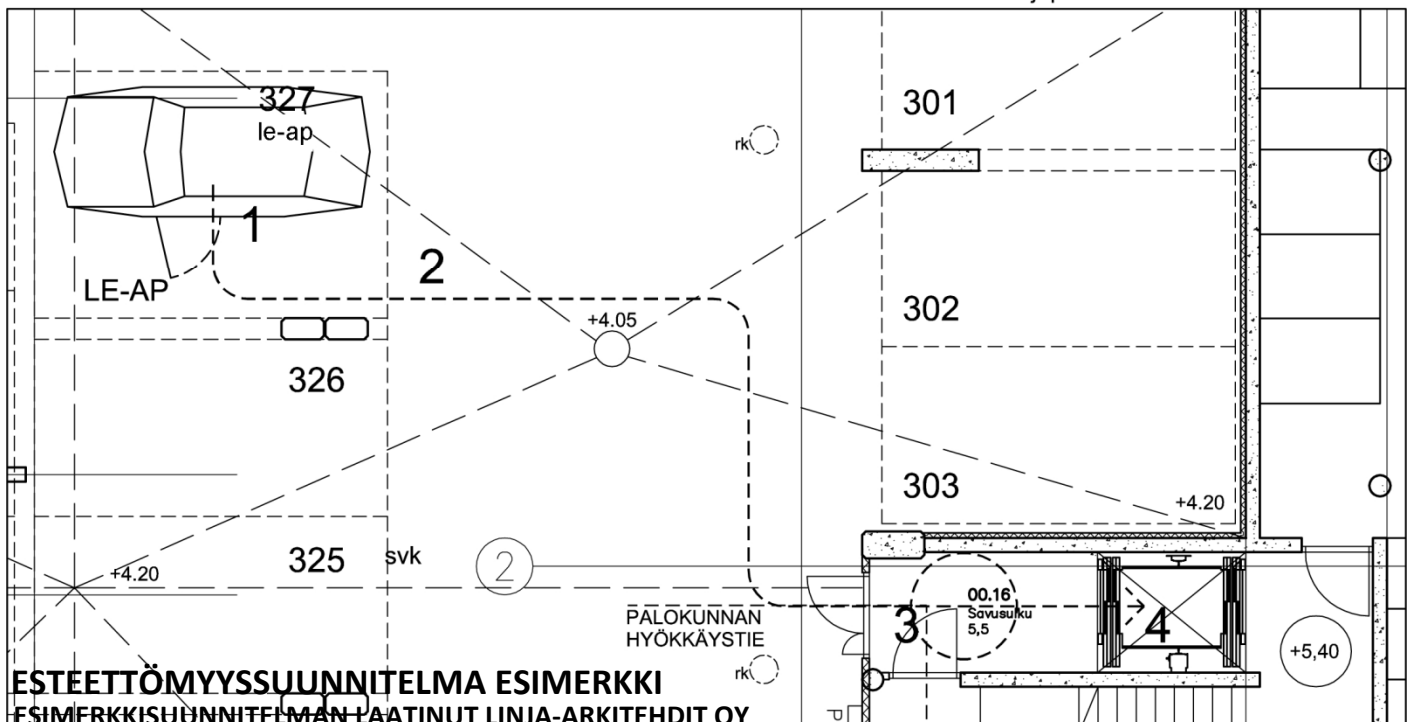 327
le-ap
301
rk
1
2
LE-AP
302
+4.05
326
303
+4.20
325
svk
2
+4.20
00.16
Savusulku
5,5
3
4
PALOKUNNAN
HYÖKKÄYSTIE
+5,40
rk
ESTEETTÖMYYSSUUNNITELMA ESIMERKKI
ESIMERKKISUUNNITELMAN LAATINUT LINJA-ARKITEHDIT OY